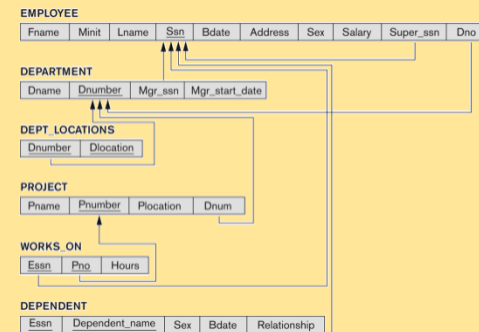 EMPLOYEE
Fname Minit Lname Ssn Bdate Address Sex Salary Super_ssn Dno
DEPARTMENT
Dname Dnumber Mgr_ssn Mgr_start_date
DEPT_LOCATIONS
Dnumber Dlocation
PROJECT
Pname Pnumber Plocation Dnum
WORKS_ON
Essn Pno Hours
DEPENDENT
Essn Dependent_name Sex Bdate Relationship